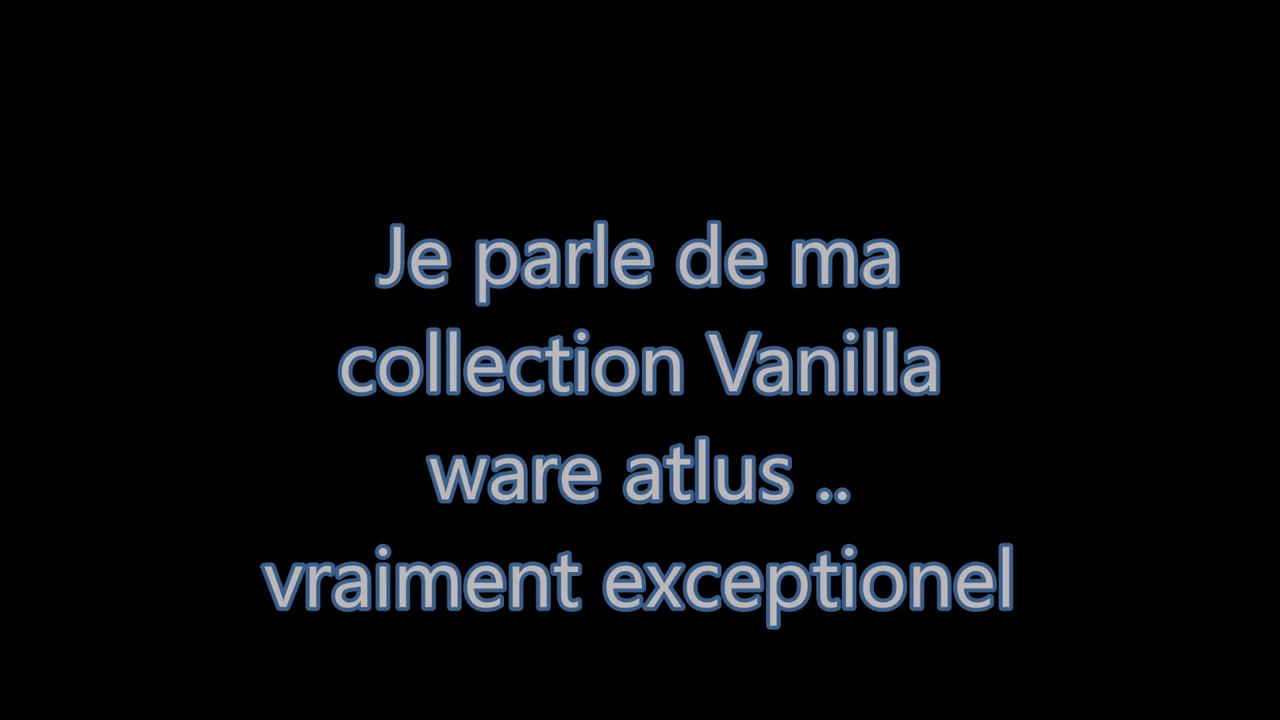 Je parle de ma
collection Vanilla
ware atlus ..
vraiment exceptionel